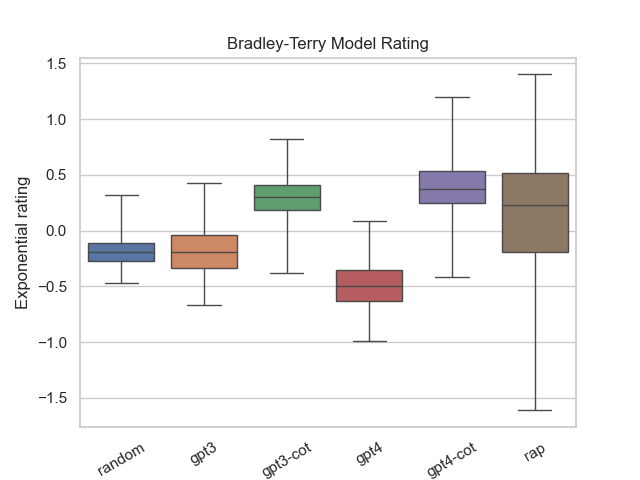 Bradley-Terry Model Rating
Exponential rating
1.5
1.0
0.5
0.0
−0.5
−1.0
−1.5
random
gpt3
gpt3-cot
gpt4
gpt4-cot
rap